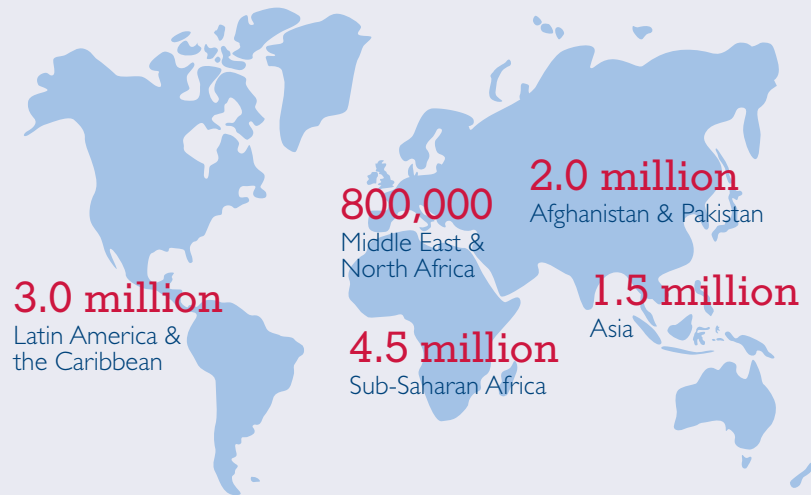 2.0 million
Afghanistan & Pakistan
800,000
Middle East &
North Africa
3.0 million
Latin America &
the Caribbean
1.5 million
Asia
4.5 million
Sub-Saharan Africa